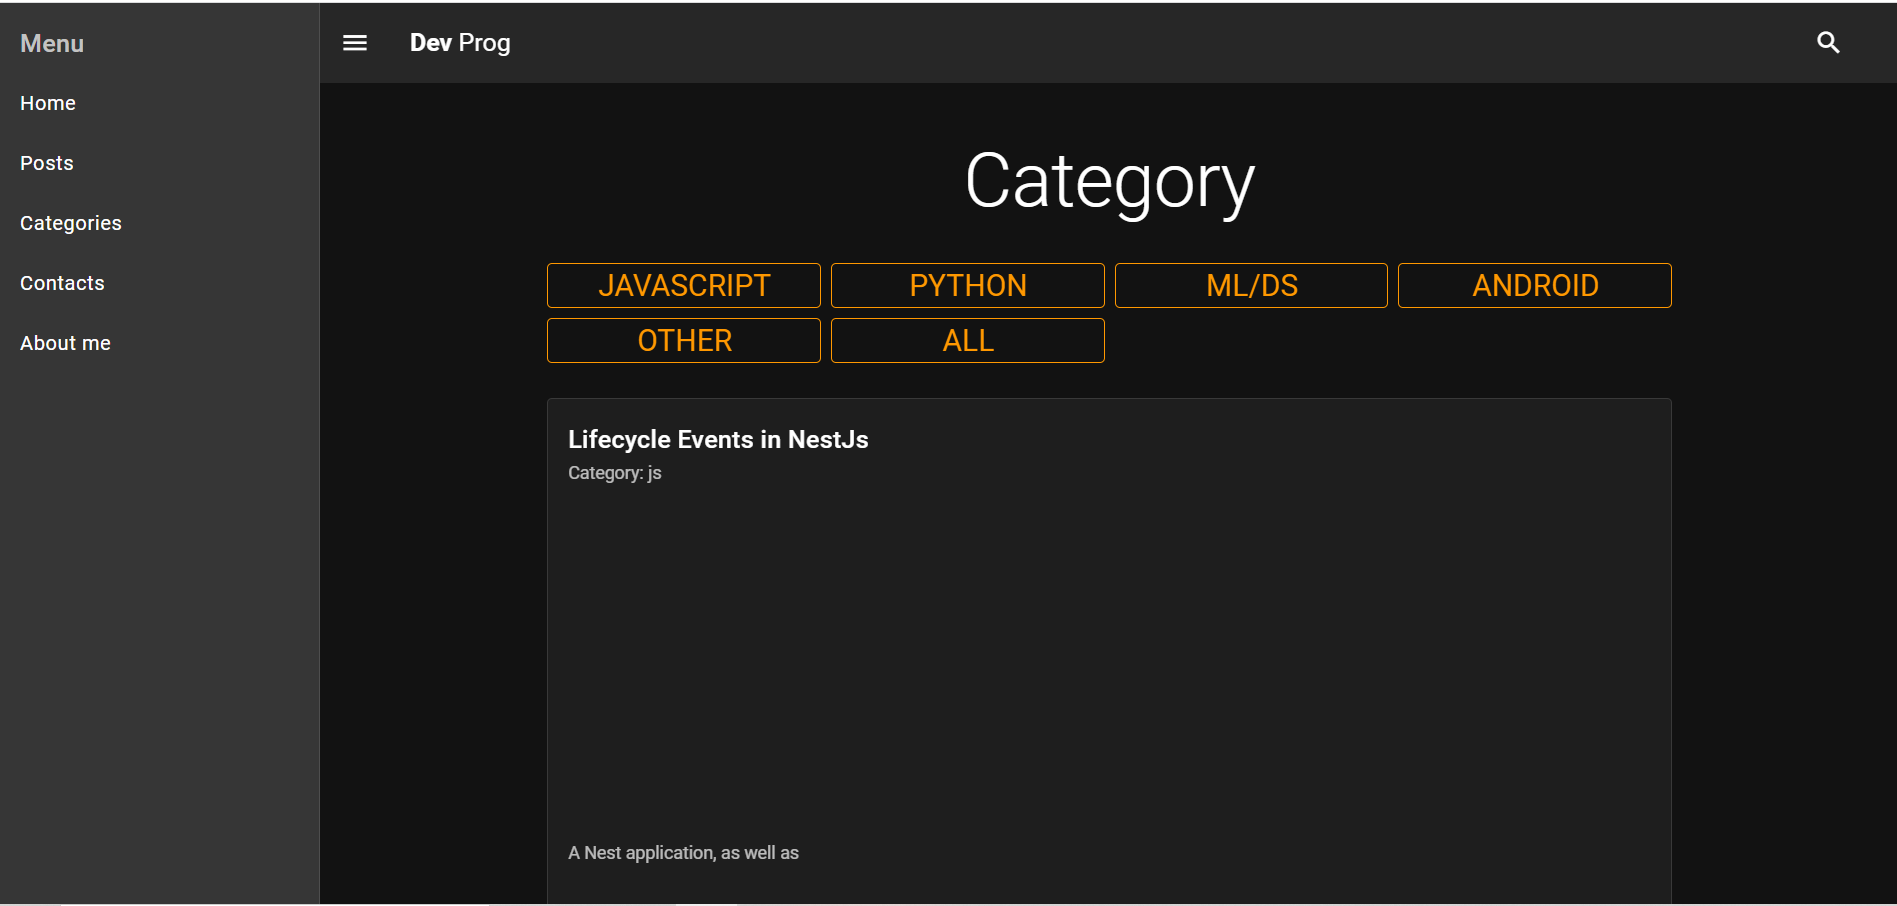 Menu
Home
Posts
Categories
Contacts
About me
Dev Prog
Category
JAVASCRIPT
PYTHON
ML/DS
ANDROID
OTHER
ALL
Lifecycle Events in NestJs
Category: js
A Nest application, as well as